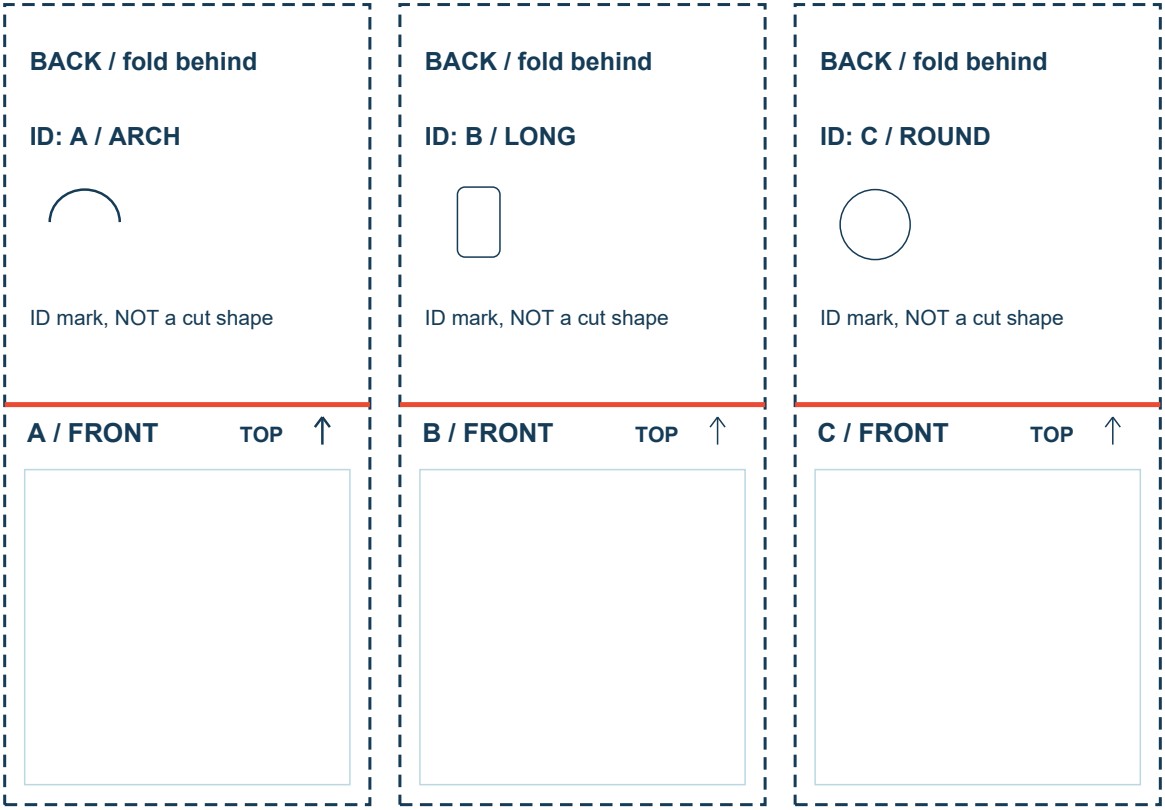 BACK / fold behind
ID: A / ARCH
ID mark, NOT a cut shape
A / FRONT TOP ↑
BACK / fold behind
ID: B / LONG
ID mark, NOT a cut shape
B / FRONT TOP ↑
BACK / fold behind
ID: C / ROUND
ID mark, NOT a cut shape
C / FRONT TOP ↑